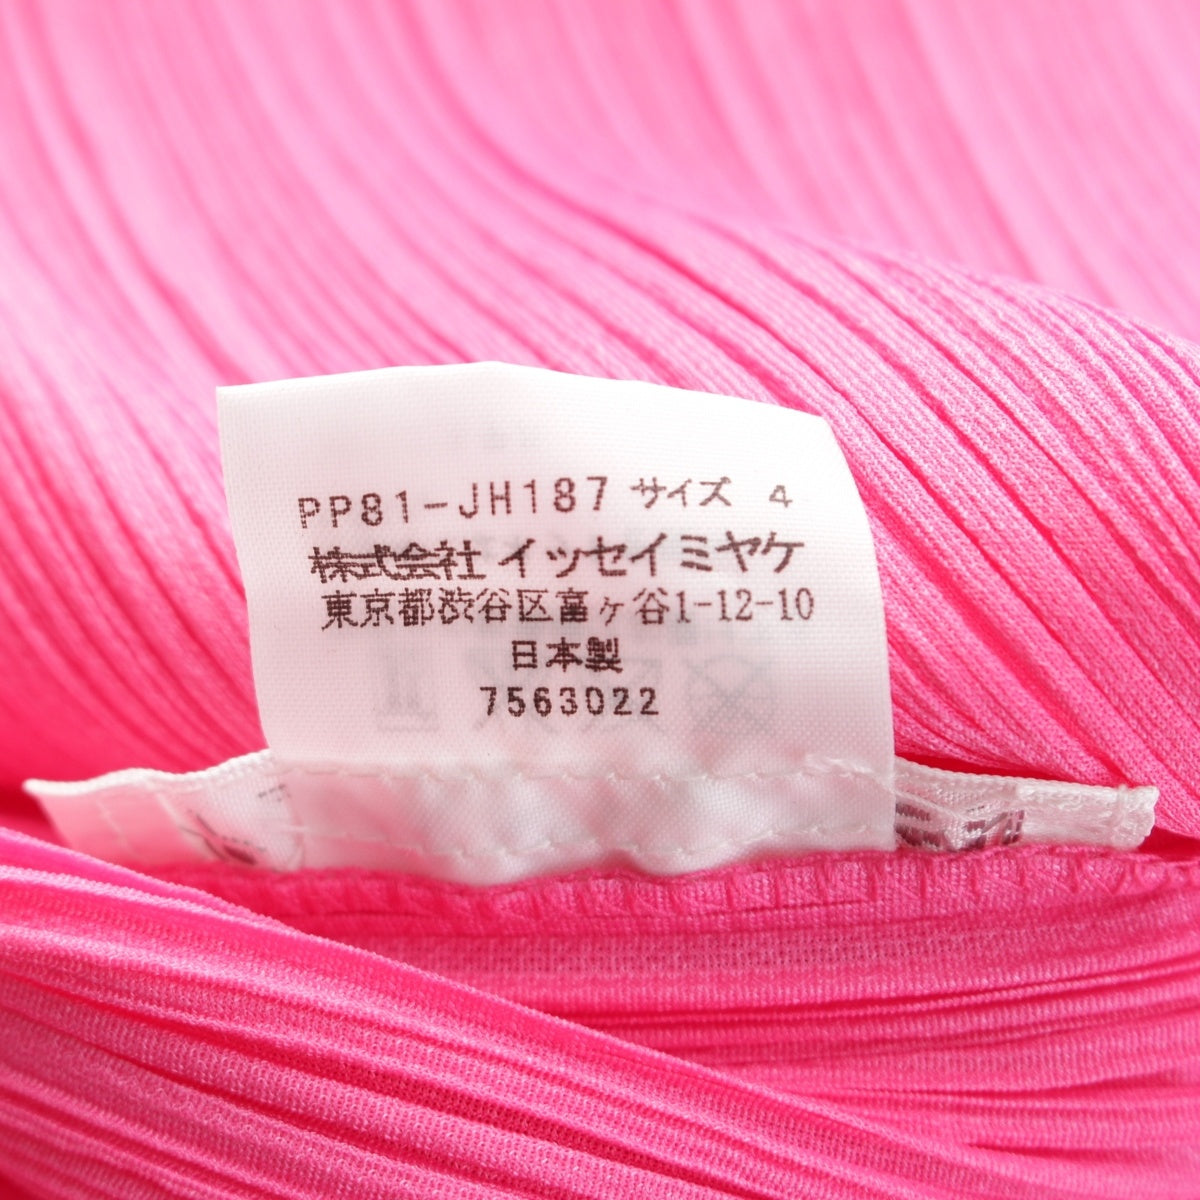 PP81-JH187 サイズ 4
株式会社 イッセイミヤケ
東京都渋谷区富ヶ谷1-12-10
日本製
7563022